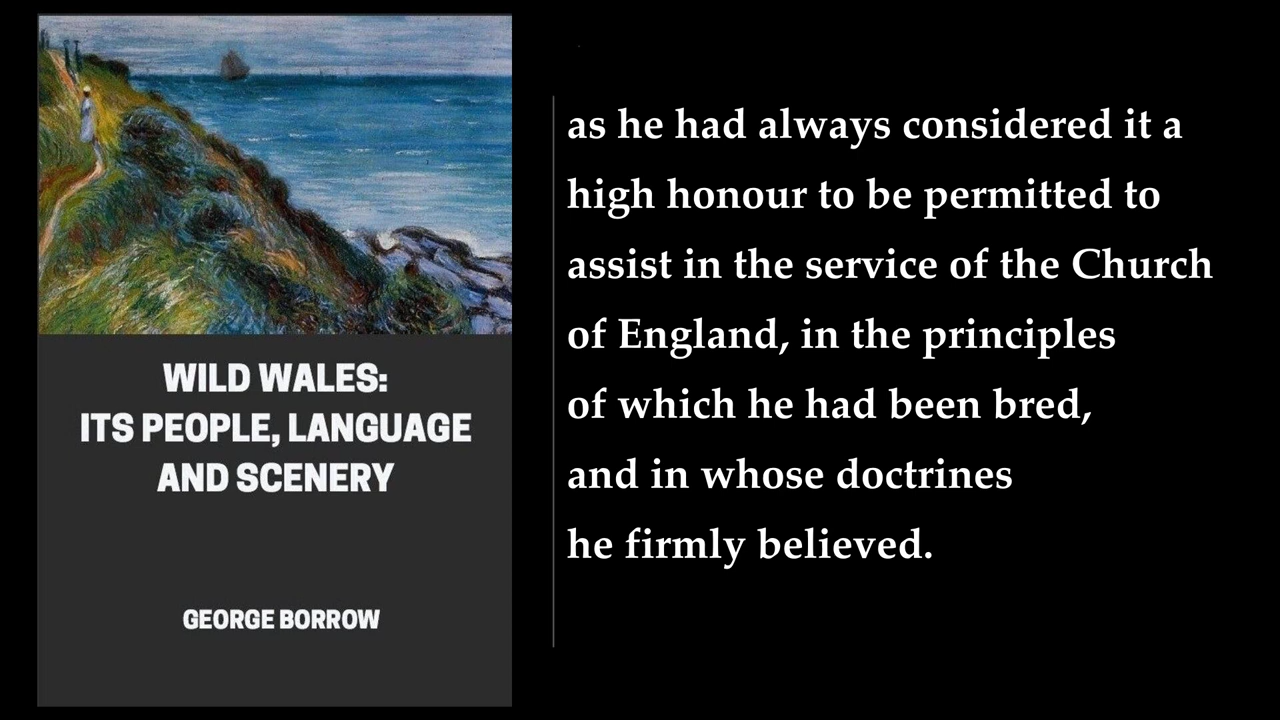 WILD WALES:
ITS PEOPLE, LANGUAGE
AND SCENERY
GEORGE BORROW
as he had always considered it a
high honour to be permitted to
assist in the service of the Church
of England, in the principles
of which he had been bred,
and in whose doctrines
he firmly believed.